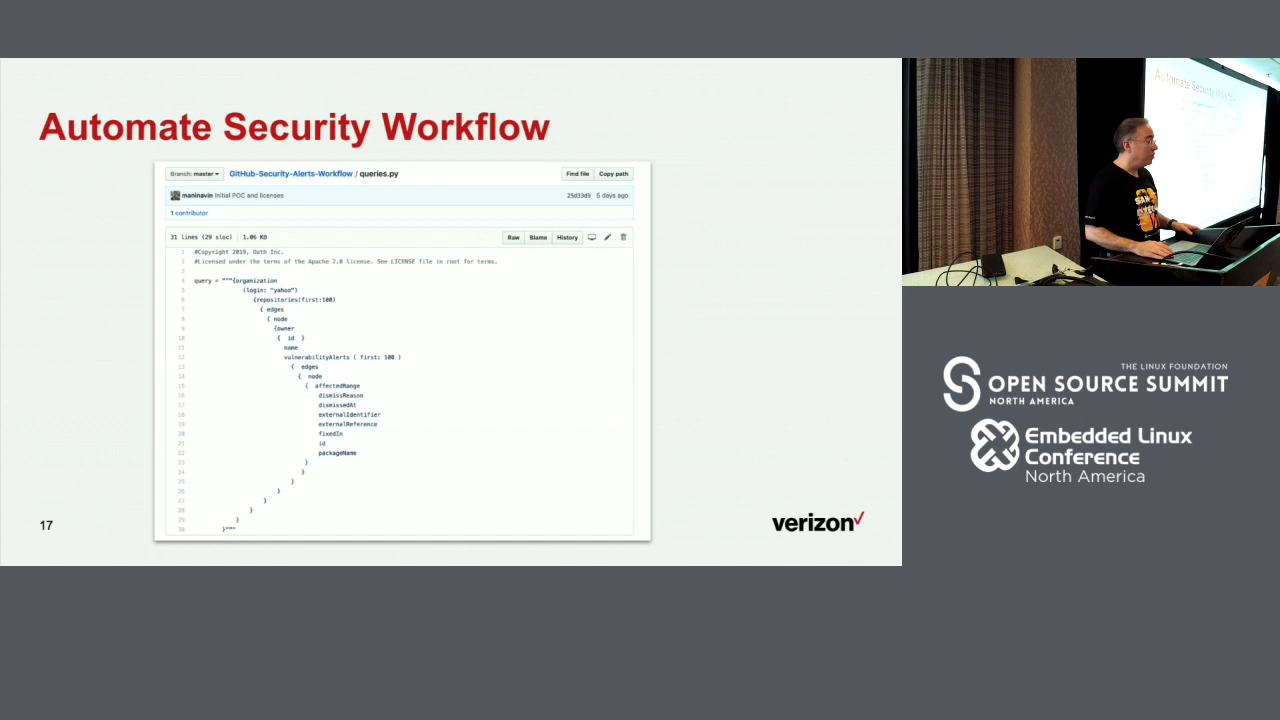 Automate Security Workflow
Branch: master
GitHub-Security-Alerts-Workflow / queries.py
Find file
Copy path
maninavin Initial POC and licenses
25d33d9 5 days ago
1 contributor
31 lines (29 sloc) 1.06 KB
Raw
Blame
History
1 #Copyright 2019, Oath Inc.
2 #Licensed under the terms of the Apache 2.0 license. See LICENSE file in root for terms.
3
4 query = """{organization
5 (login: "yahoo")
6 {repositories(first:100)
7 { edges
8 { node
9 {owner
10 { id }
11 name
12 vulnerabilityAlerts ( first: 100 )
13 { edges
14 { node
15 { affectedRange
16 dismissReason
17 dismissedAt
18 externalIdentifier
19 externalReference
20 fixedIn
21 id
22 packageName
23 }
24 }
25 }
26 }
27 }
28 }
29 }
30 }"""
17
verizon
Automate Security Workflow
SAN
THE LINUX FOUNDATION
OPEN SOURCE SUMMIT
NORTH AMERICA
Embedded Linux
Conference
North America